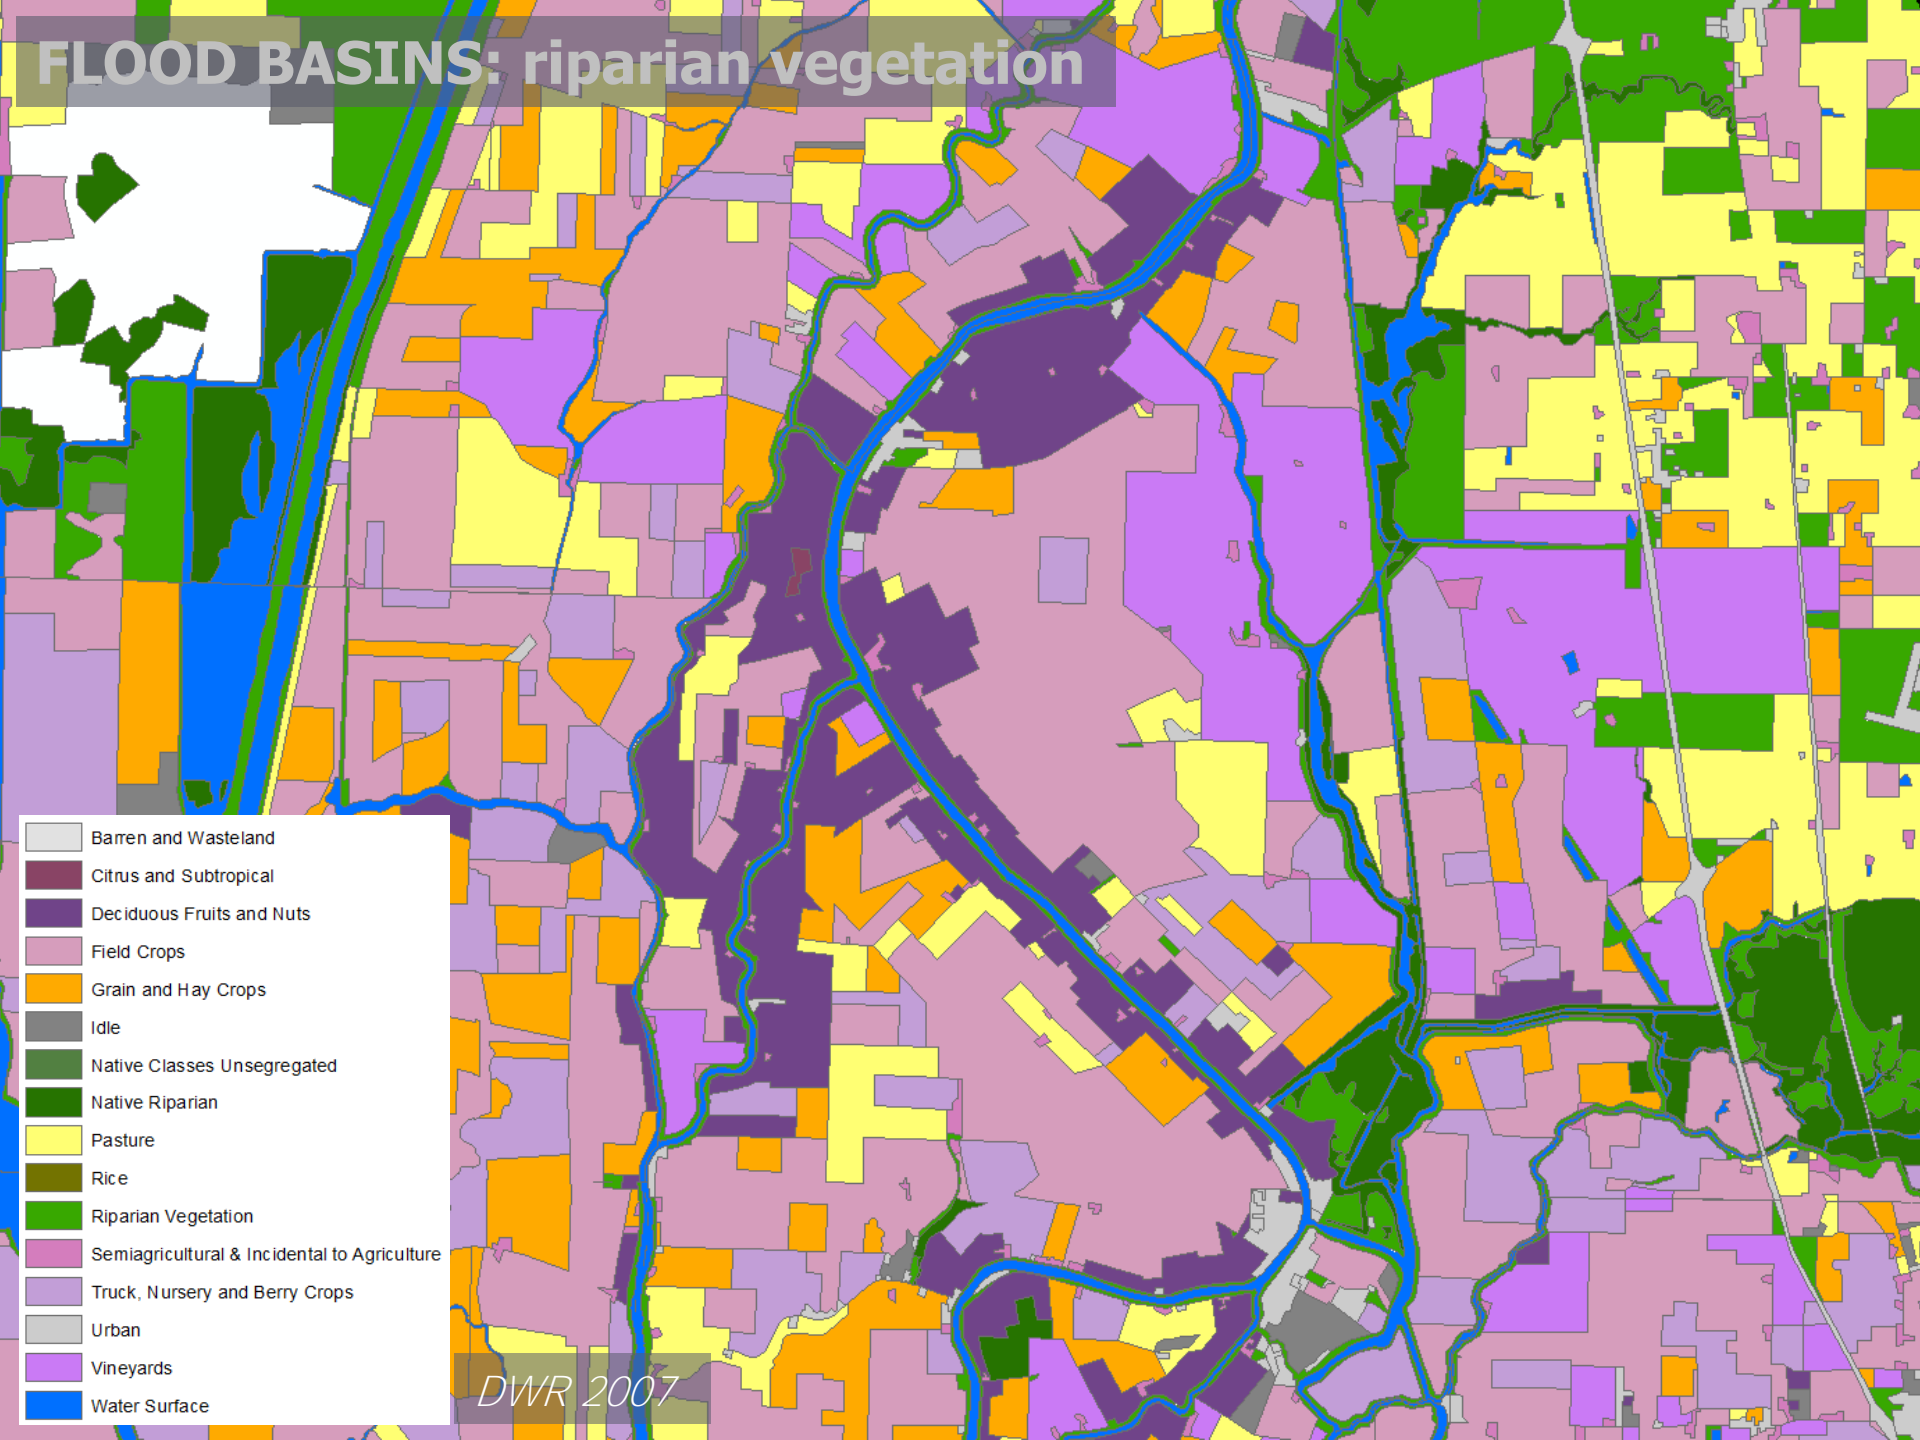 FLOOD BASINS: riparian vegetation
Barren and Wasteland
Citrus and Subtropical
Deciduous Fruits and Nuts
Field Crops
Grain and Hay Crops
Idle
Native Classes Unsegregated
Native Riparian
Pasture
Rice
Riparian Vegetation
Semiagricultural & Incidental to Agriculture
Truck, Nursery and Berry Crops
Urban
Vineyards
Water Surface
DWR 2007